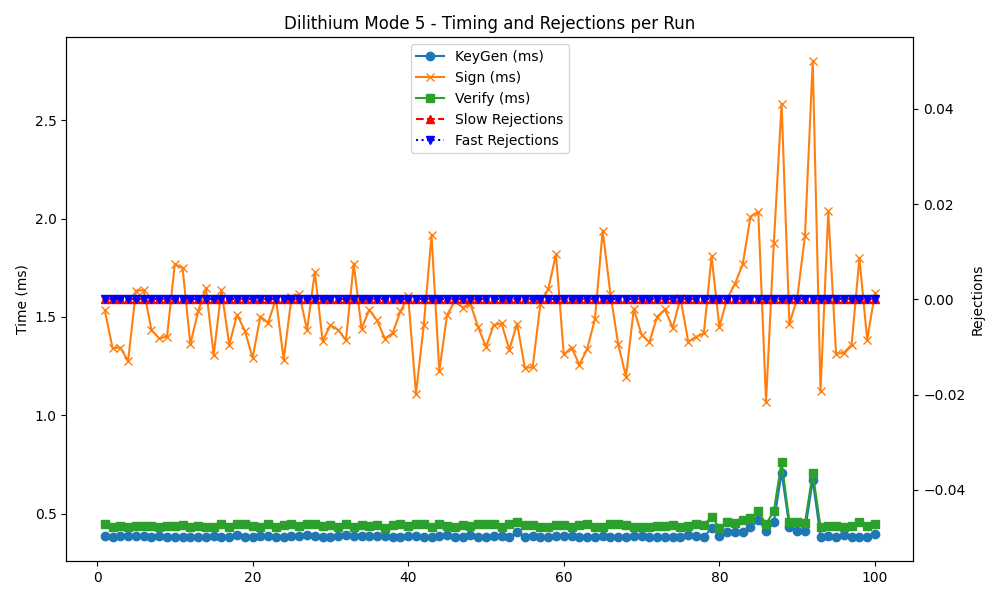 Dilithium Mode 5 - Timing and Rejections per Run
KeyGen (ms)
Sign (ms)
Verify (ms)
Slow Rejections
Fast Rejections
Time (ms)
2.5
2.0
1.5
1.0
0.5
0.04
0.02
0.00
−0.02
−0.04
Rejections
0
20
40
60
80
100